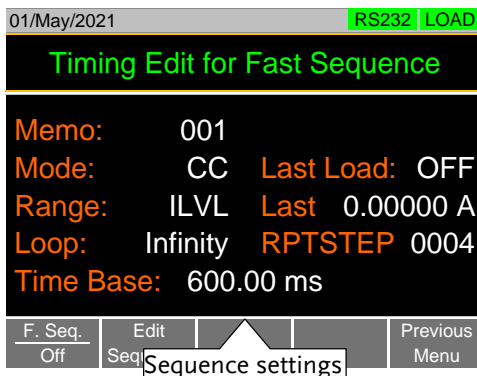 01/May/2021 RS232 LOAD
Timing Edit for Fast Sequence
Memo: 001
Mode: CC Last Load: OFF
Range: ILVL Last 0.00000 A
Loop: Infinity RPTSTEP 0004
Time Base: 600.00 ms
F. Seq. Edit Previous
Off Menu
Sequence settings